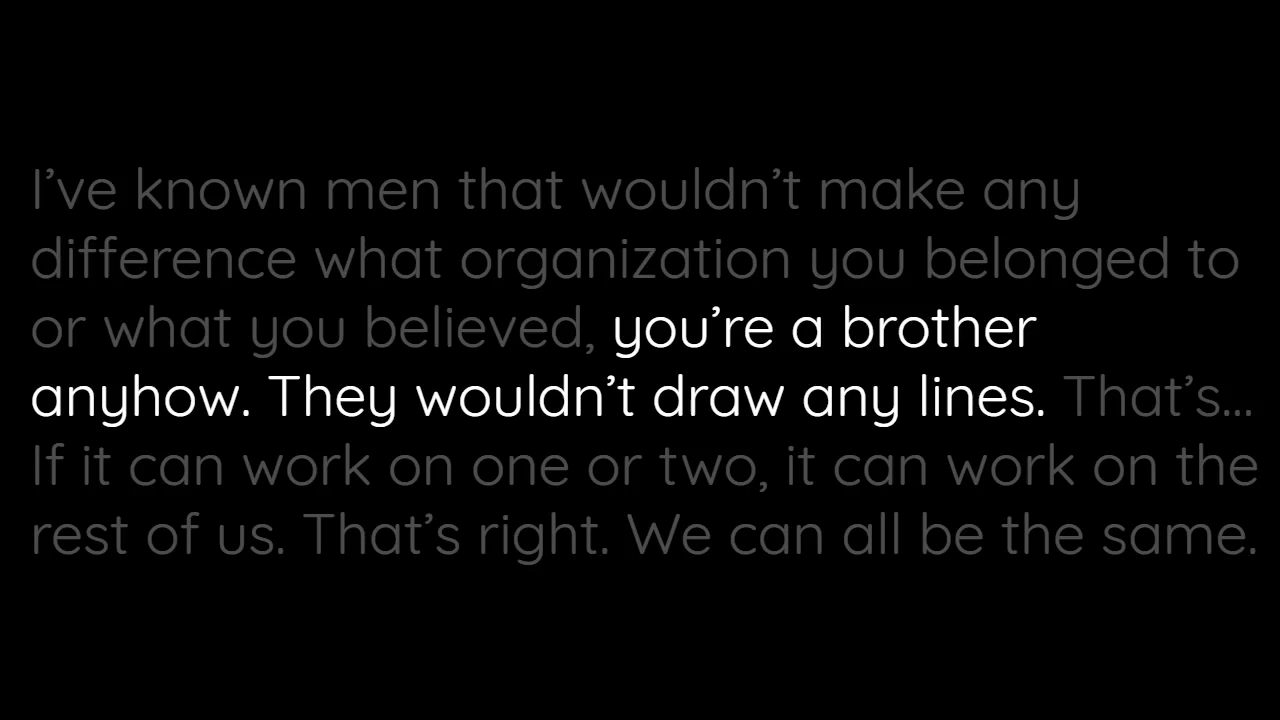 I’ve known men that wouldn’t make any
difference what organization you belonged to
or what you believed, you’re a brother
anyhow. They wouldn’t draw any lines. That’s...
If it can work on one or two, it can work on the
rest of us. That’s right. We can all be the same.